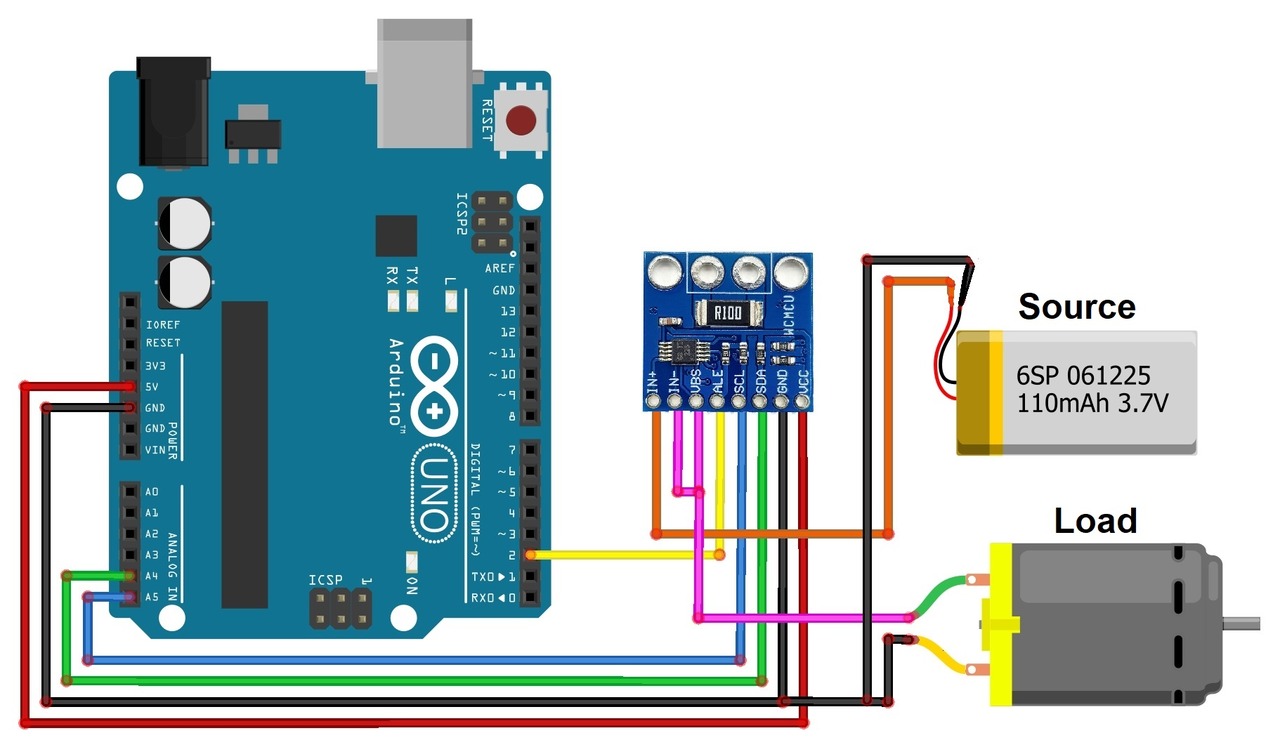 RESET
ICSP2
AREF
GND
13
12
~11
~10
~9
8
7
~6
~5
4
~3
2
TX0▶1
RX0◀0
DIGITAL (PWM=~)
RX
TX
L
Arduino™
UNO
ON
ICSP
1
IOREF
RESET
3V3
5V
GND
GND
VIN
POWER
A0
A1
A2
A3
A4
A5
ANALOG IN
R100
WCMCU
IN+
IN-
VBS
ALE
SCL
SDA
GND
VCC
Source
6SP 061225
110mAh 3.7V
Load